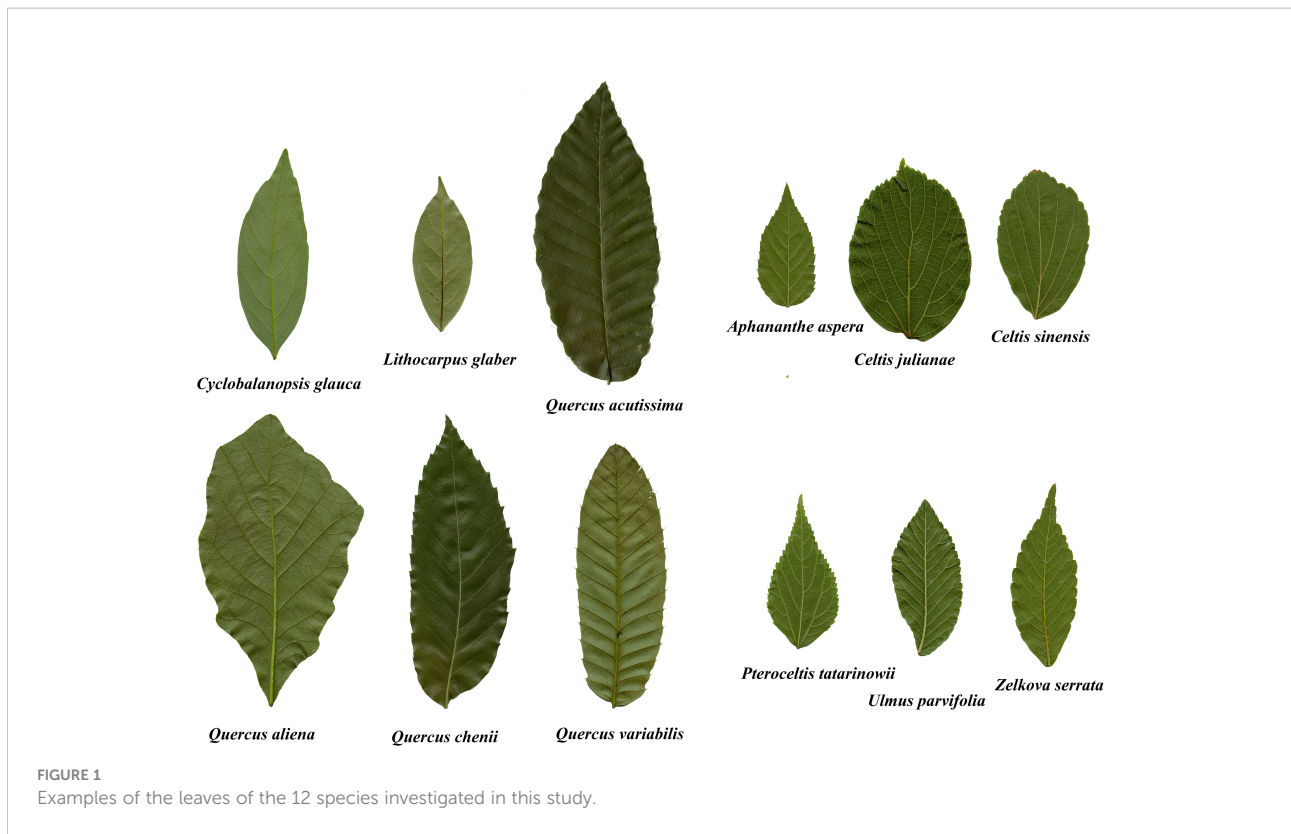 Cyclobalanopsis glauca
Lithocarpus glaber
Quercus acutissima
Aphananthe aspera
Celtis julianae
Celtis sinensis
Quercus aliena
Quercus chenii
Quercus variabilis
Pteroceltis tatarinowii
Ulmus parvifolia
Zelkova serrata
FIGURE 1
Examples of the leaves of the 12 species investigated in this study.